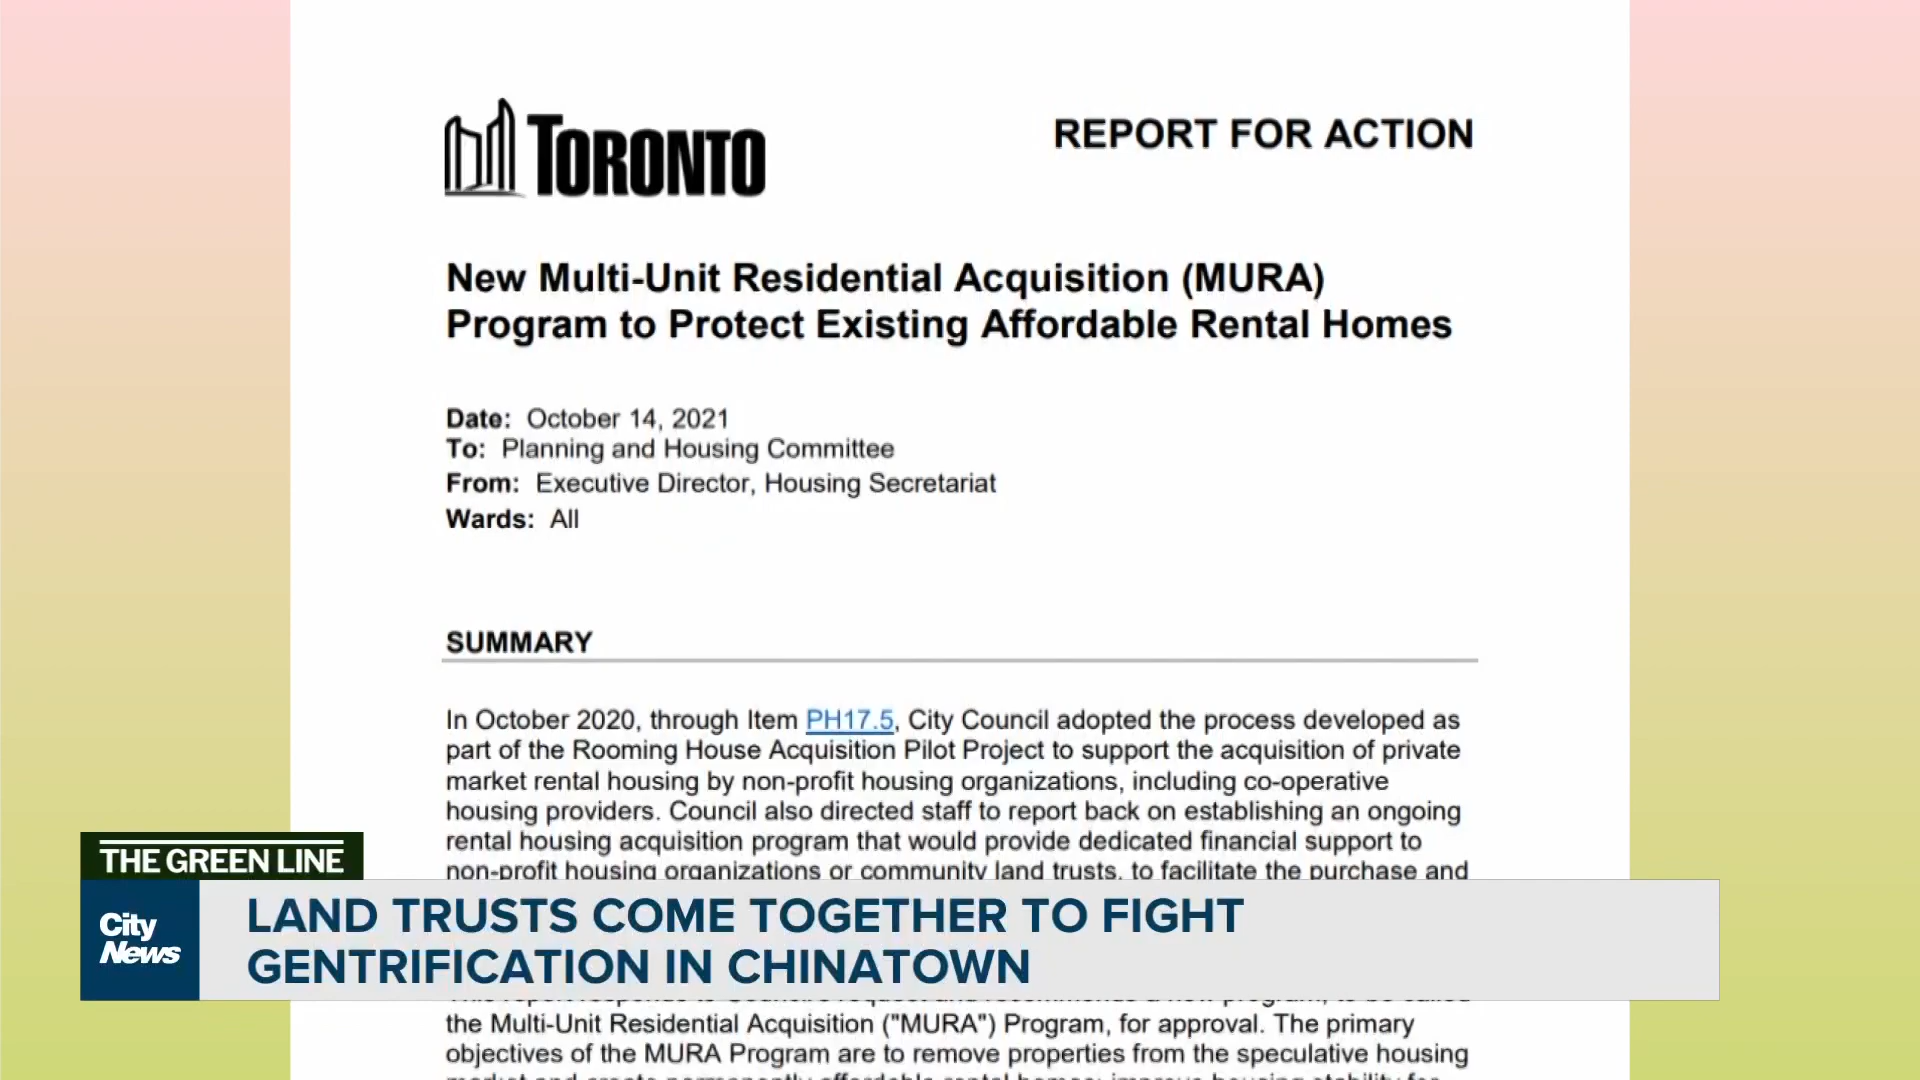 TORONTO
REPORT FOR ACTION
New Multi-Unit Residential Acquisition (MURA)
Program to Protect Existing Affordable Rental Homes
Date: October 14, 2021
To: Planning and Housing Committee
From: Executive Director, Housing Secretariat
Wards: All
SUMMARY
In October 2020, through Item PH17.5, City Council adopted the process developed as
part of the Rooming House Acquisition Pilot Project to support the acquisition of private
market rental housing by non-profit housing organizations, including co-operative
housing providers. Council also directed staff to report back on establishing an ongoing
rental housing acquisition program that would provide dedicated financial support to
non-profit housing organizations or community land trusts, to facilitate the purchase and
THE GREEN LINE
City
News
LAND TRUSTS COME TOGETHER TO FIGHT
GENTRIFICATION IN CHINATOWN
the Multi-Unit Residential Acquisition ("MURA") Program, for approval. The primary
objectives of the MURA Program are to remove properties from the speculative housing